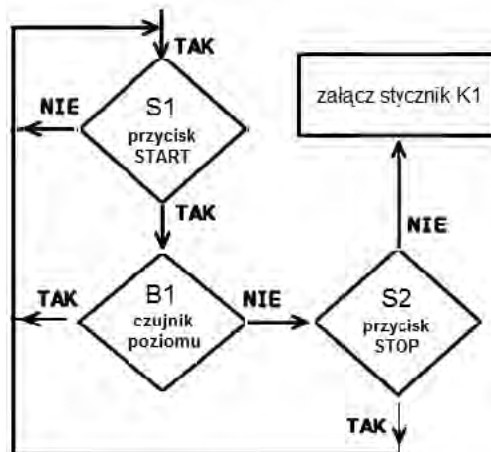 TAK
NIE
S1
przycisk
START
załącz stycznik K1
TAK
NIE
TAK
B1
czujnik
poziomu
NIE
S2
przycisk
STOP
TAK